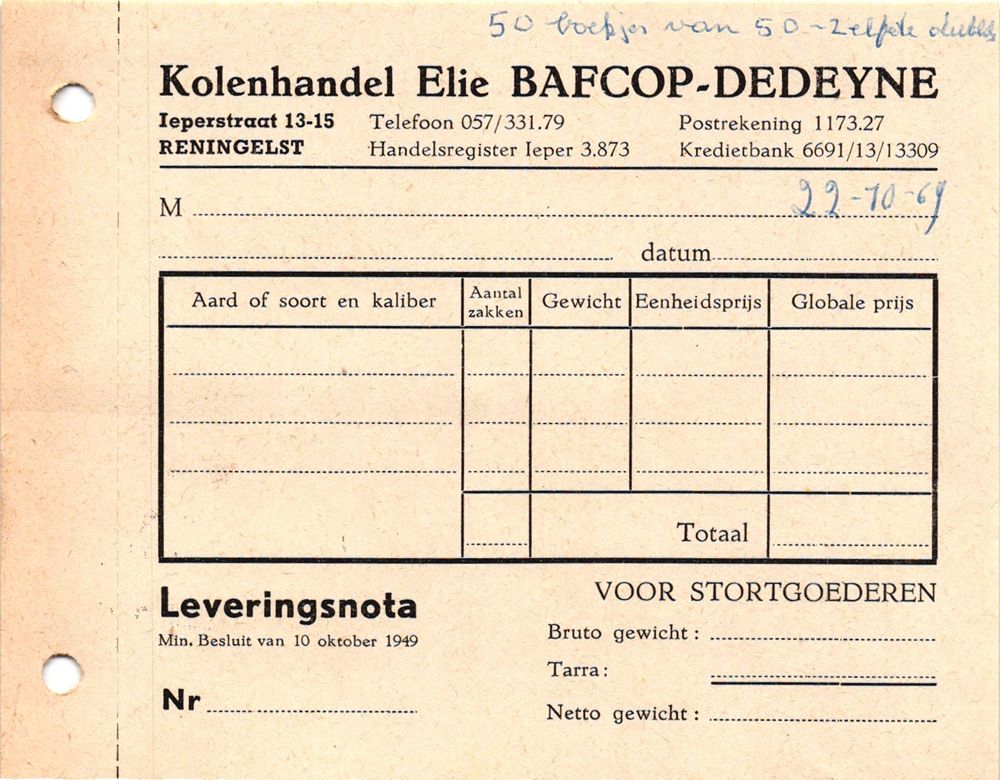 50 boekjes van 50 - zelfde
Kolenhandel Elie BAFCOP-DEDEYNE
Ieperstraat 13-15 Telefoon 057/331.79 Postrekening 1173.27
RENINGELST Handelsregister Ieper 3.873 Kredietbank 6691/13/13309
22-10-69
M
datum
Aard of soort en kaliber Aantal zakken Gewicht Eenheidsprijs Globale prijs
Totaal
Leveringsnota
Min. Besluit van 10 oktober 1949
Nr
VOOR STORTGOEDEREN
Bruto gewicht :
Tarra :
Netto gewicht :